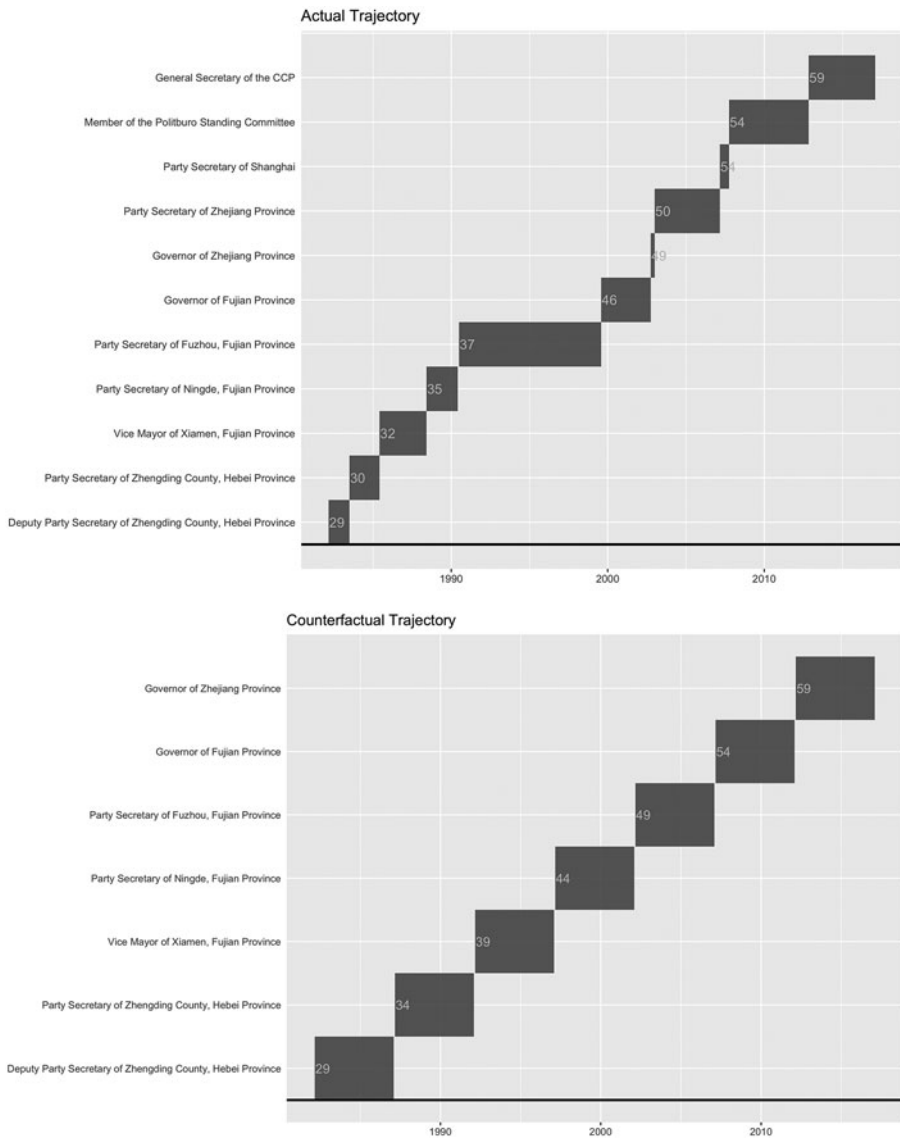 Actual Trajectory
General Secretary of the CCP
59
Member of the Politburo Standing Committee
54
Party Secretary of Shanghai
54
Party Secretary of Zhejiang Province
50
Governor of Zhejiang Province
49
Governor of Fujian Province
46
Party Secretary of Fuzhou, Fujian Province
37
Party Secretary of Ningde, Fujian Province
35
Vice Mayor of Xiamen, Fujian Province
32
Party Secretary of Zhengding County, Hebei Province
30
Deputy Party Secretary of Zhengding County, Hebei Province
29
1990 2000 2010
Counterfactual Trajectory
Governor of Zhejiang Province
59
Governor of Fujian Province
54
Party Secretary of Fuzhou, Fujian Province
49
Party Secretary of Ningde, Fujian Province
44
Vice Mayor of Xiamen, Fujian Province
39
Party Secretary of Zhengding County, Hebei Province
34
Deputy Party Secretary of Zhengding County, Hebei Province
29
1990 2000 2010